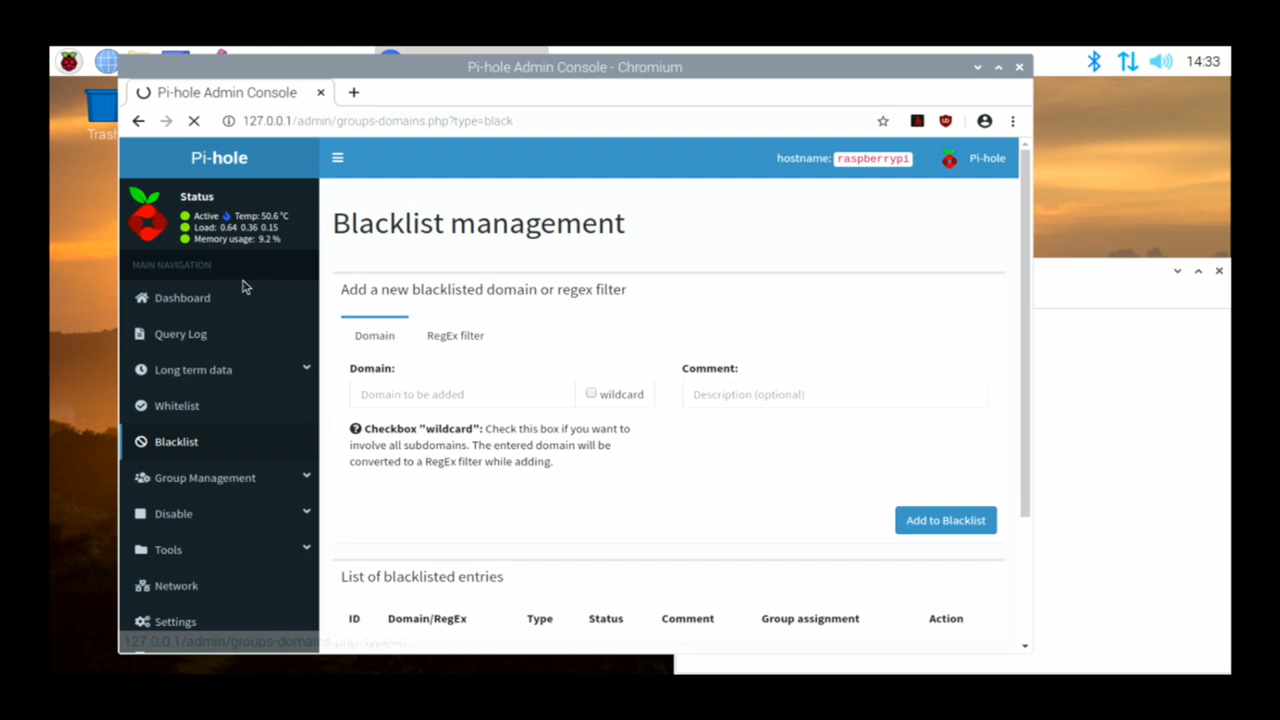 Pi-hole Admin Console - Chromium
14:33
Pi-hole Admin Console
127.0.0.1/admin/groups-domains.php?type=black
Trash
Pi-hole
hostname: raspberrypi
Pi-hole
Status
Active Temp: 50.6 °C
Load: 0.64 0.36 0.15
Memory usage: 9.2 %
MAIN NAVIGATION
Dashboard
Query Log
Long term data
Whitelist
Blacklist
Group Management
Disable
Tools
Network
Settings
Blacklist management
Add a new blacklisted domain or regex filter
Domain RegEx filter
Domain: Comment:
Domain to be added wildcard Description (optional)
Checkbox "wildcard": Check this box if you want to
involve all subdomains. The entered domain will be
converted to a RegEx filter while adding.
Add to Blacklist
List of blacklisted entries
ID Domain/RegEx Type Status Comment Group assignment Action